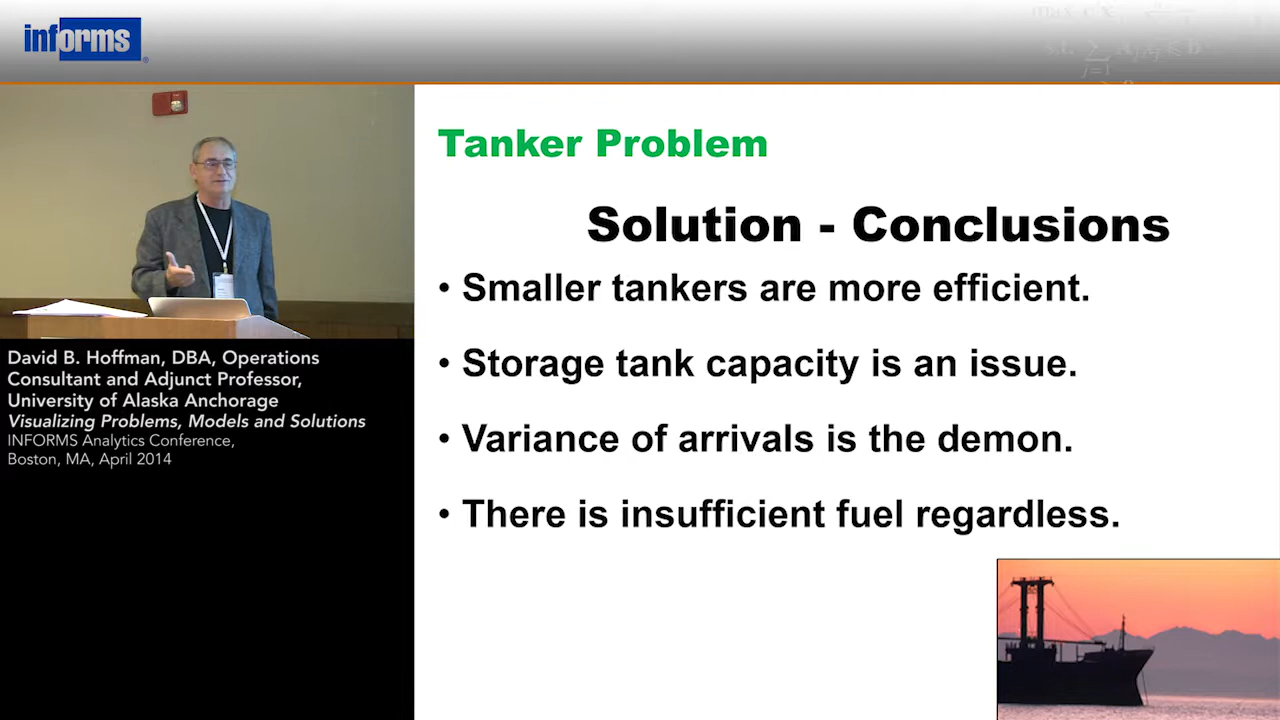 informs
David B. Hoffman, DBA, Operations
Consultant and Adjunct Professor,
University of Alaska Anchorage
Visualizing Problems, Models and Solutions
INFORMS Analytics Conference,
Boston, MA, April 2014
Tanker Problem
Solution - Conclusions
• Smaller tankers are more efficient.
• Storage tank capacity is an issue.
• Variance of arrivals is the demon.
• There is insufficient fuel regardless.